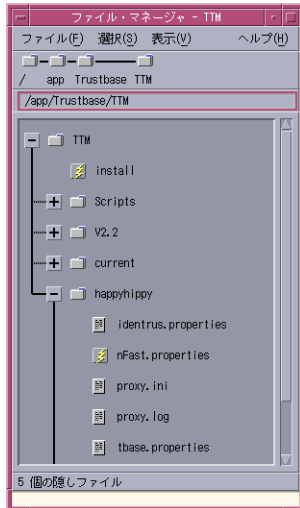 ファイル・マネージャ - TTM
ファイル(F) 選択(S) 表示(V) ヘルプ(H)
/ app Trustbase TTM
/app/Trustbase/TTM
TTM
install
Scripts
V2.2
current
happyhippy
identrus.properties
nFast.properties
proxy.ini
proxy.log
tbase.properties
5 個の隠しファイル